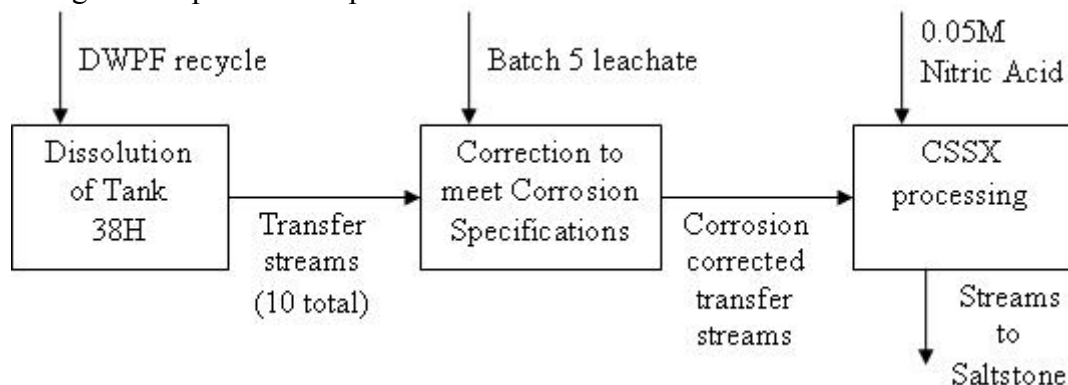 DWPF recycle
Batch 5 leachate
0.05M
Nitric Acid
Dissolution
of Tank
38H
Transfer
streams
(10 total)
Correction to
meet Corrosion
Specifications
Corrosion
corrected
transfer
streams
CSSX
processing
Streams
to
Saltstone